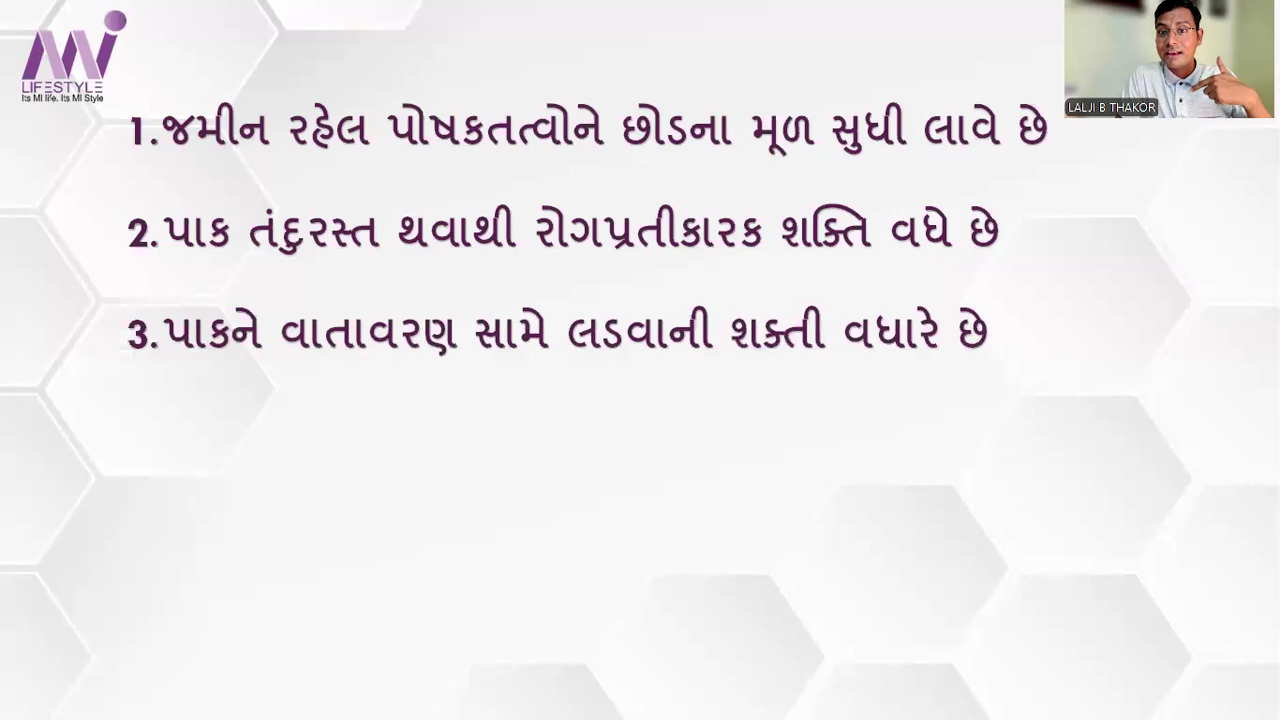 Mi
LIFESTYLE
Its MI life. Its MI Style
LALJI B THAKOR
1.જમીન રહેલ પોષકતત્વોને છોડના મૂળ સુધી લાવે છે
2.પાક તંદુરસ્ત થવાથી રોગપ્રતીકારક શક્તિ વધે છે
3.પાકને વાતાવરણ સામે લડવાની શક્તી વધારે છે